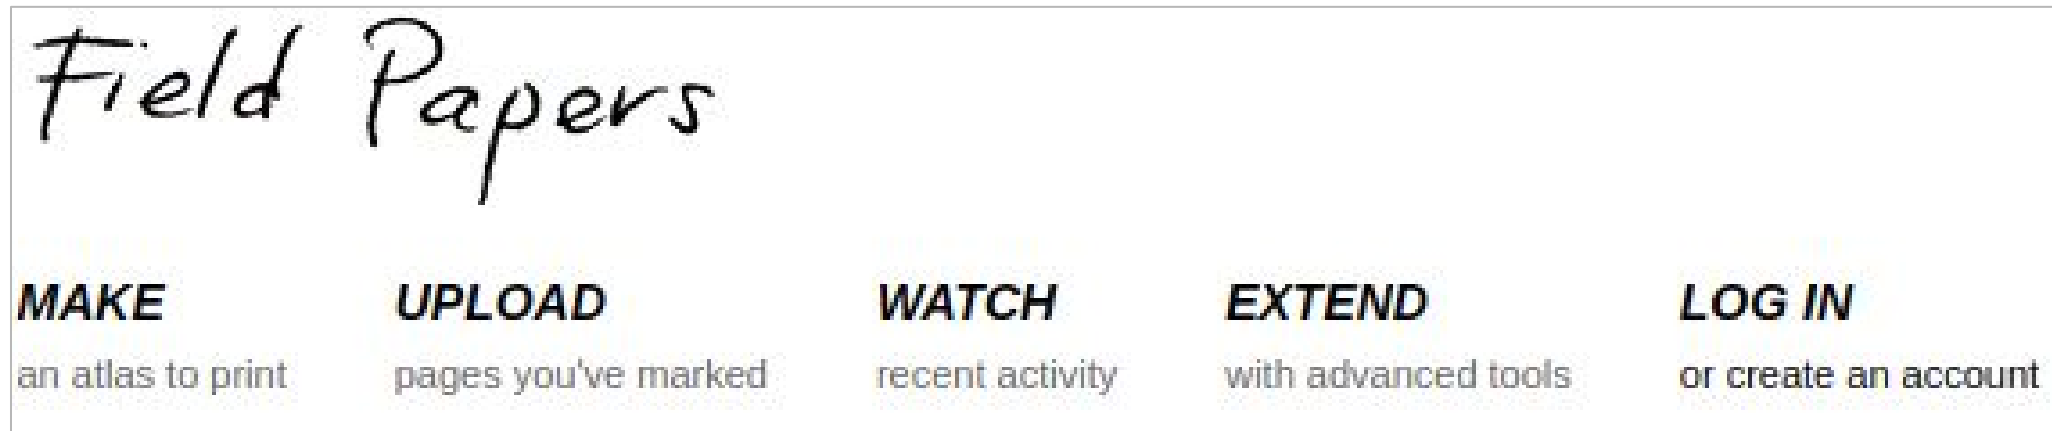 Field Papers
MAKE UPLOAD WATCH EXTEND LOG IN
an atlas to print pages you've marked recent activity with advanced tools or create an account